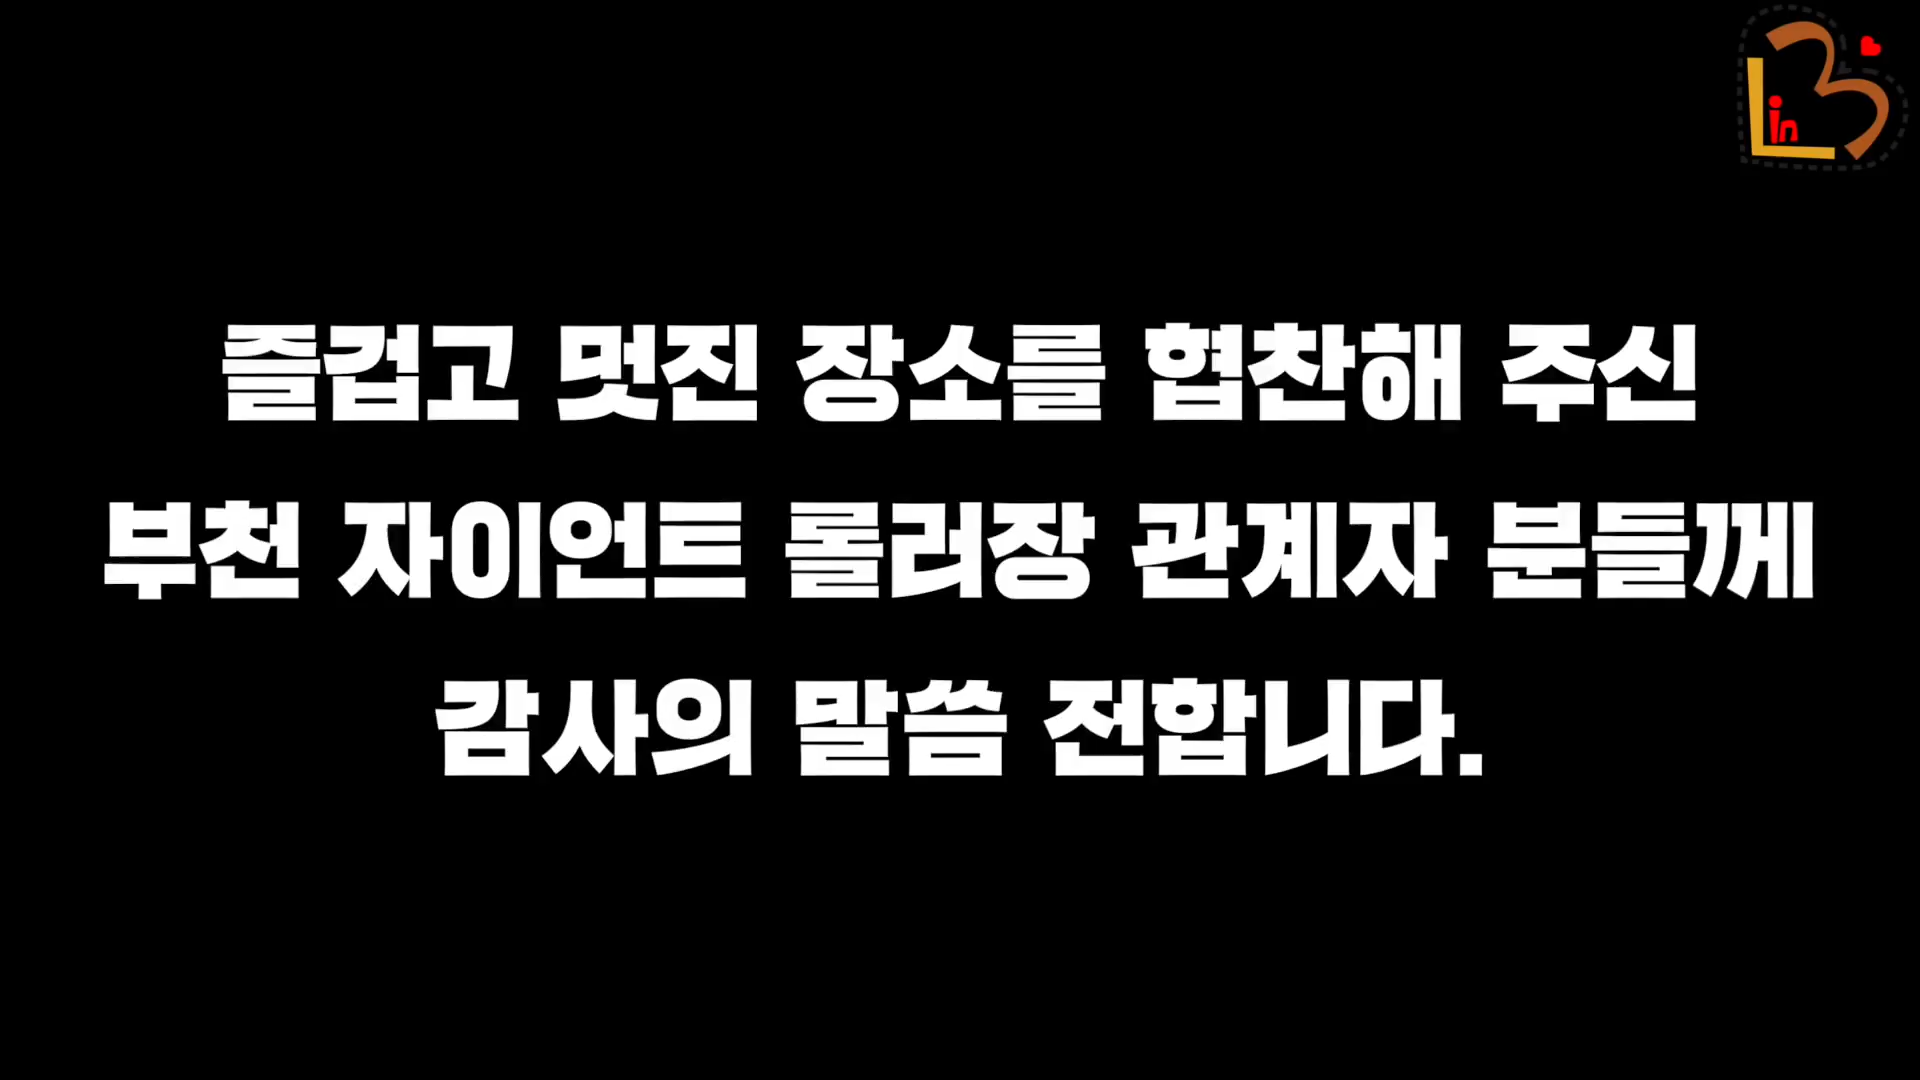 L in B
즐겁고 멋진 장소를 협찬해 주신
부천 자이언트 롤러장 관계자 분들께
감사의 말씀 전합니다.